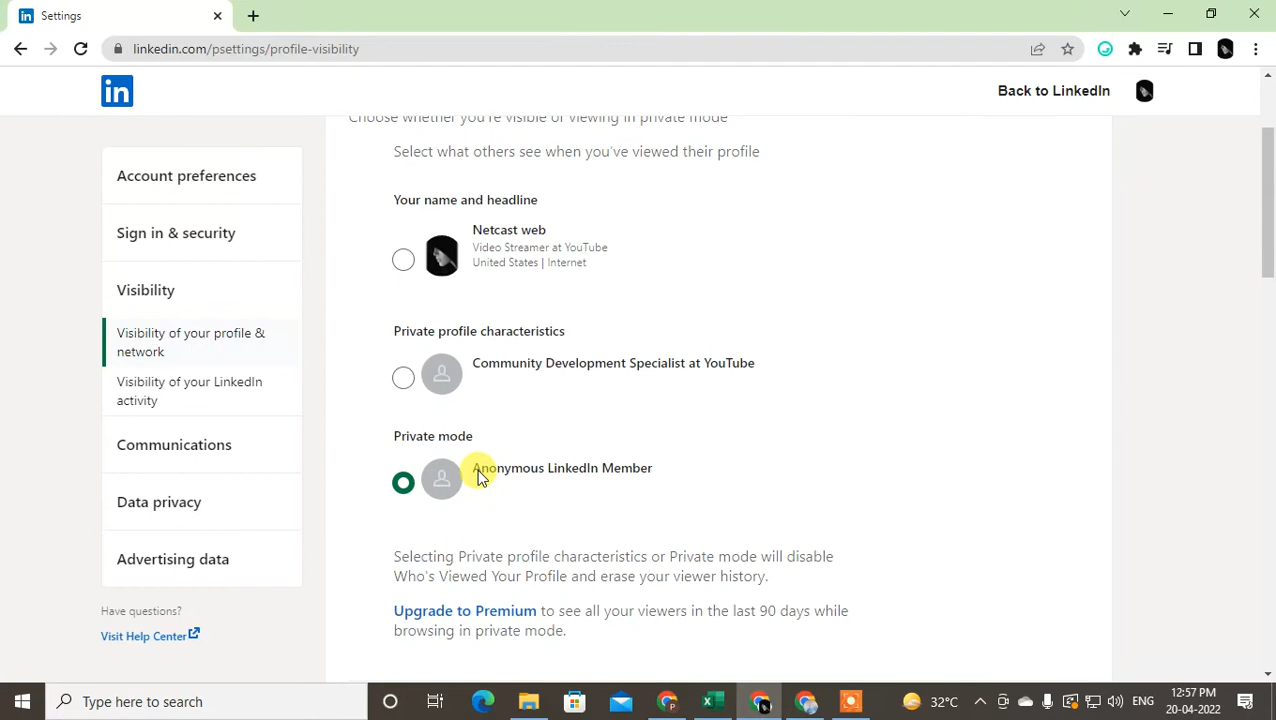 Settings
linkedin.com/psettings/profile-visibility
in
Back to LinkedIn
Choose whether you're visible or viewing in private mode
Select what others see when you've viewed their profile
Account preferences
Sign in & security
Visibility
Visibility of your profile &
network
Visibility of your LinkedIn
activity
Communications
Data privacy
Advertising data
Have questions?
Visit Help Center
Your name and headline
Netcast web
Video Streamer at YouTube
United States | Internet
Private profile characteristics
Community Development Specialist at YouTube
Private mode
Anonymous LinkedIn Member
Selecting Private profile characteristics or Private mode will disable
Who's Viewed Your Profile and erase your viewer history.
Upgrade to Premium to see all your viewers in the last 90 days while
browsing in private mode.
Type here to search
32°C
ENG
12:57 PM
20-04-2022